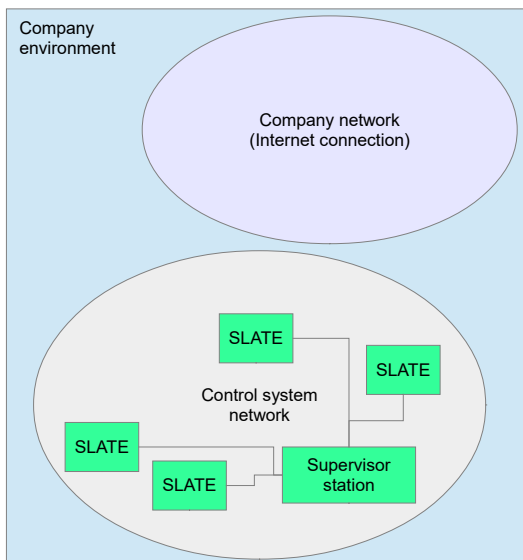 Company
environment
Company network
(Internet connection)
SLATE
SLATE
Control system
network
SLATE
SLATE
Supervisor
station